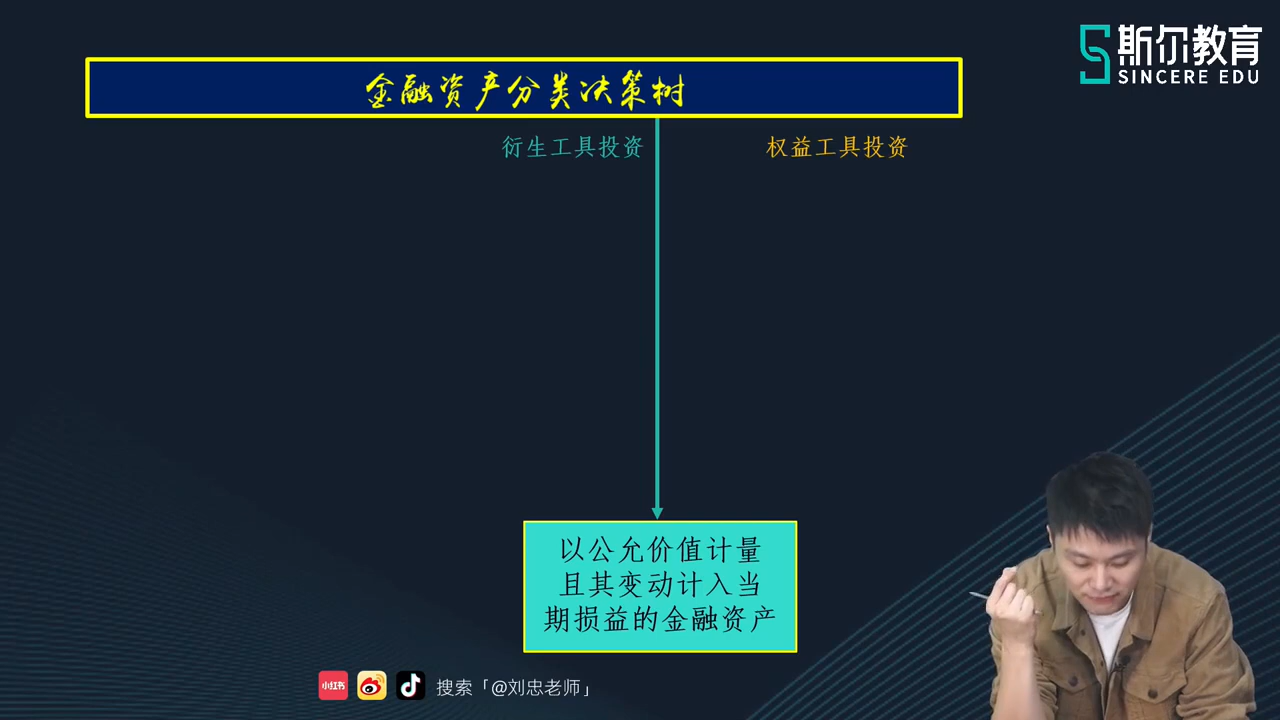 斯尔教育
SINCERE EDU
金融资产分类决策树
衍生工具投资
权益工具投资
以公允价值计量
且其变动计入当
期损益的金融资产
小红书
搜索「@刘忠老师」